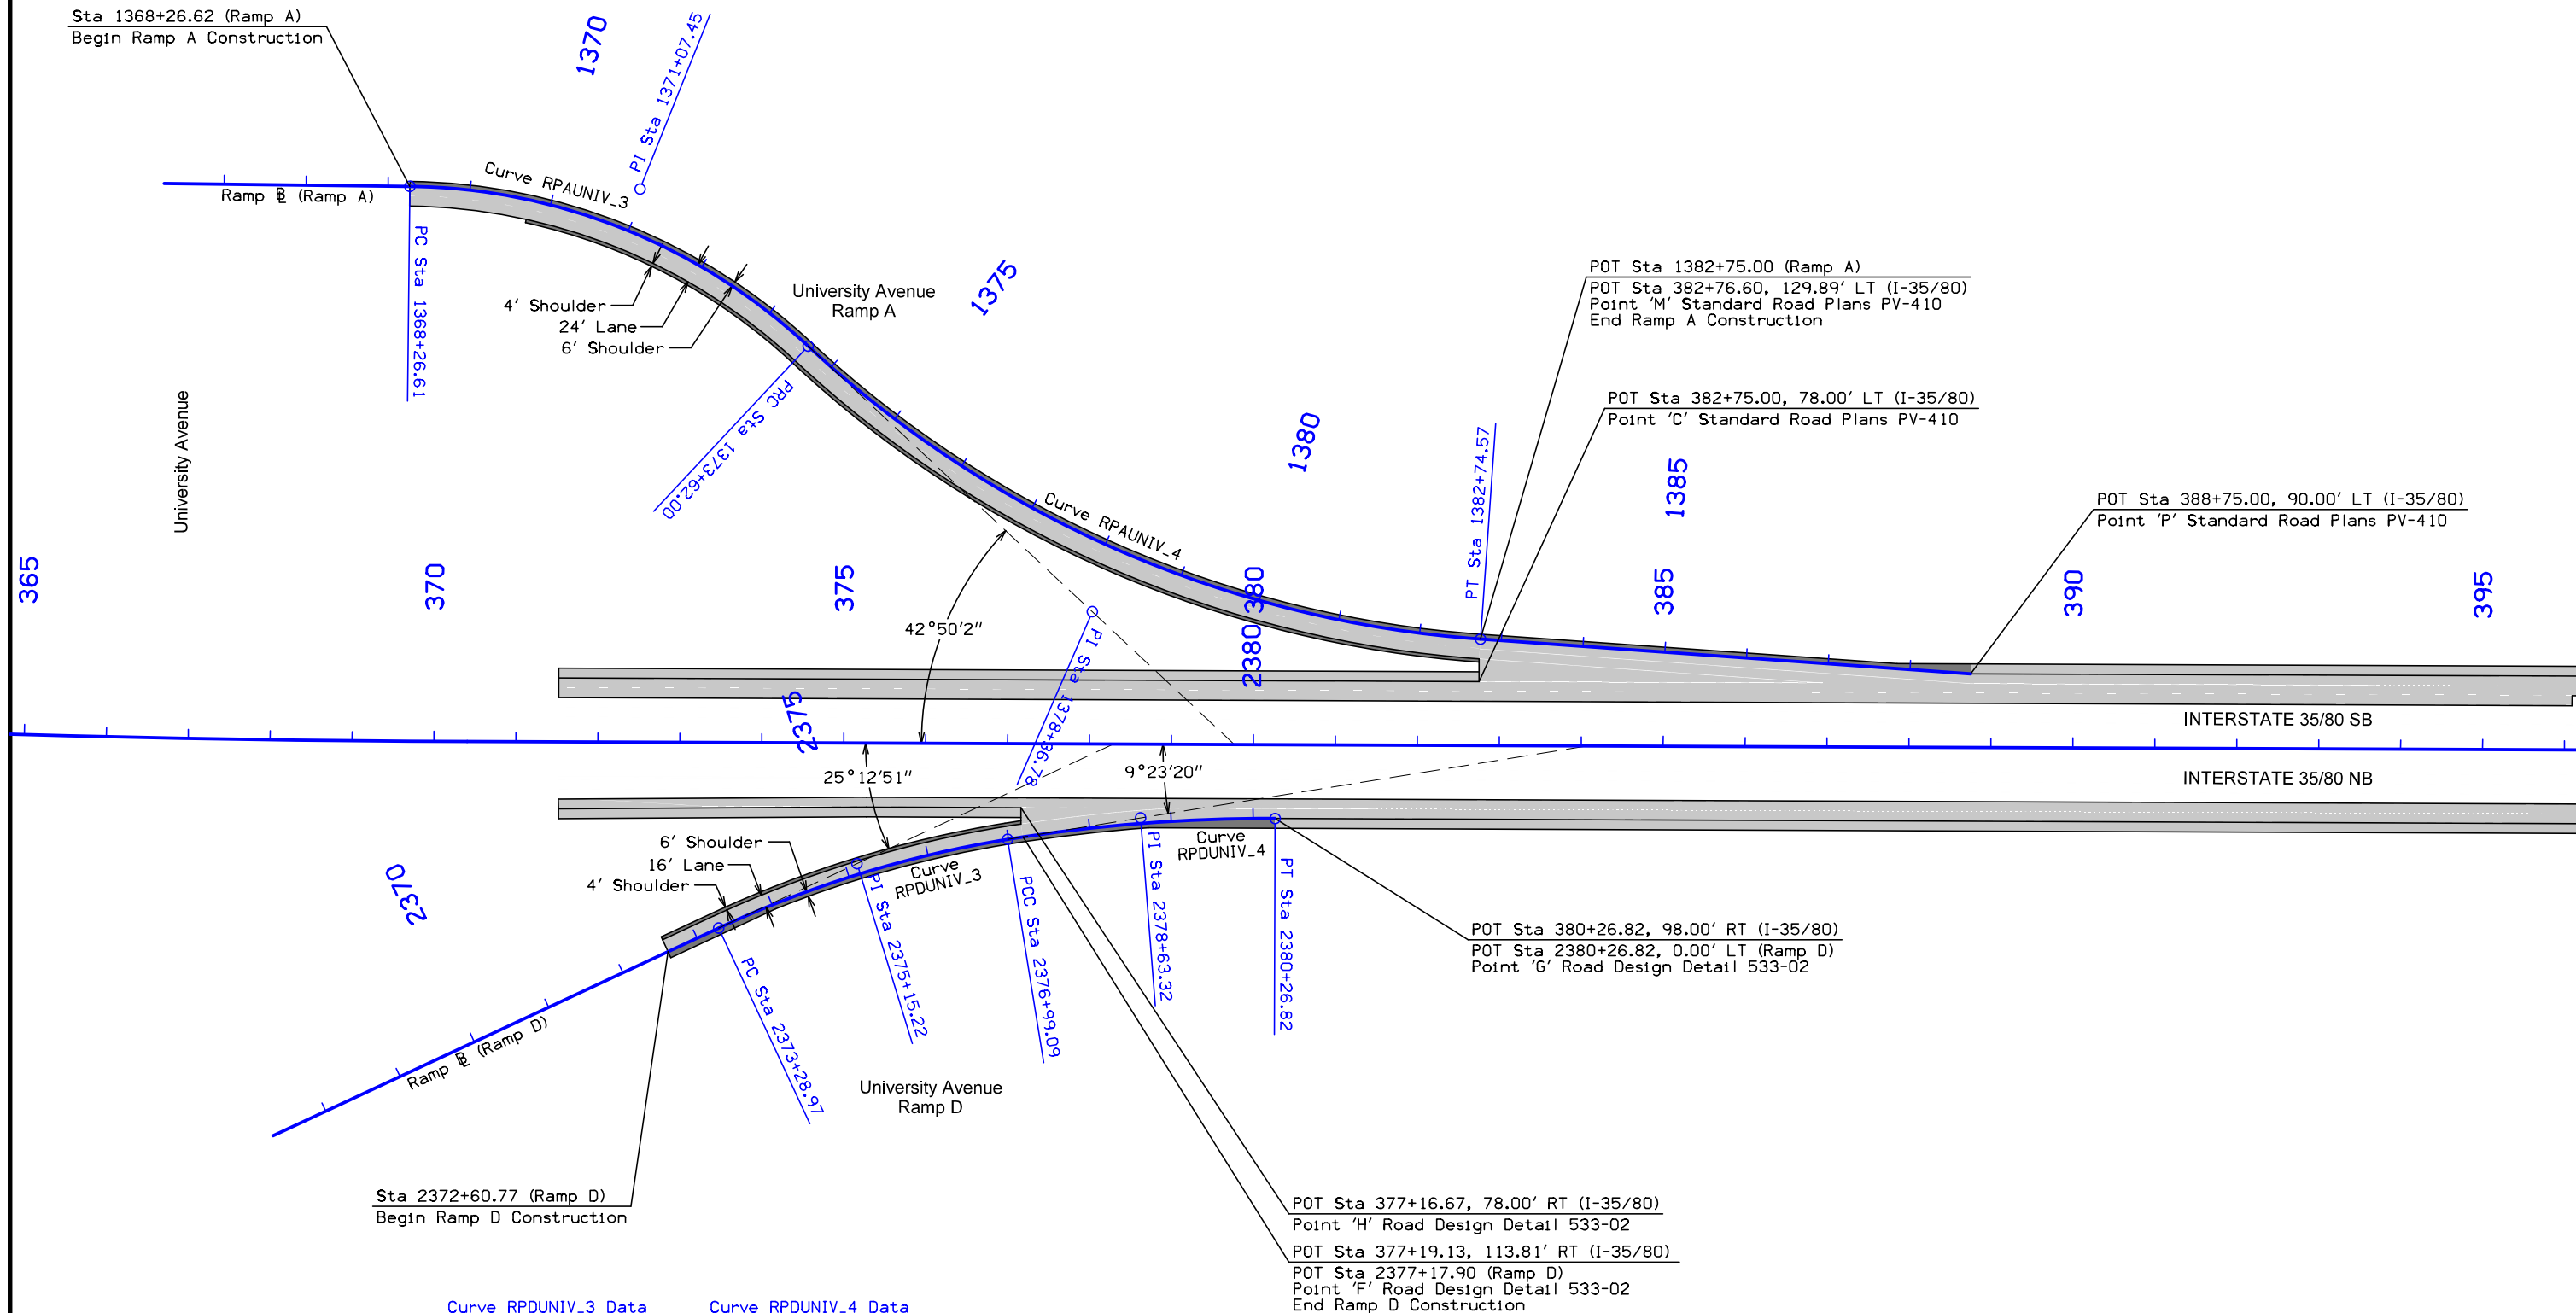 Sta 1368+26.62 (Ramp A)
Begin Ramp A Construction
1370
PI Sta 1371+07.45
Ramp BL (Ramp A)
Curve RPAUNIV_3
PC Sta 1368+26.61
4' Shoulder
24' Lane
6' Shoulder
University Avenue
Ramp A
1375
PRC Sta 1373+62.00
University Avenue
POT Sta 1382+75.00 (Ramp A)
POT Sta 382+76.60, 129.89' LT (I-35/80)
Point 'M' Standard Road Plans PV-410
End Ramp A Construction
POT Sta 382+75.00, 78.00' LT (I-35/80)
Point 'C' Standard Road Plans PV-410
1380
PT Sta 1382+74.57
1385
POT Sta 388+75.00, 90.00' LT (I-35/80)
Point 'P' Standard Road Plans PV-410
Curve RPAUNIV_4
365
370
375
380
385
390
395
42°50'2"
PI Sta 1378+86.78
2380
2375
INTERSTATE 35/80 SB
25°12'51"
9°23'20"
INTERSTATE 35/80 NB
6' Shoulder
16' Lane
4' Shoulder
2370
Curve
RPDUNIV_3
Curve
RPDUNIV_4
PC Sta 2373+28.97
PI Sta 2375+15.22
PCC Sta 2376+99.09
PI Sta 2378+63.32
PT Sta 2380+26.82
POT Sta 380+26.82, 98.00' RT (I-35/80)
POT Sta 2380+26.82, 0.00' LT (Ramp D)
Point 'G' Road Design Detail 533-02
Ramp BL (Ramp D)
University Avenue
Ramp D
Sta 2372+60.77 (Ramp D)
Begin Ramp D Construction
POT Sta 377+16.67, 78.00' RT (I-35/80)
Point 'H' Road Design Detail 533-02
POT Sta 377+19.13, 113.81' RT (I-35/80)
POT Sta 2377+17.90 (Ramp D)
Point 'F' Road Design Detail 533-02
End Ramp D Construction
Curve RPDUNIV_3 Data
Curve RPDUNIV_4 Data